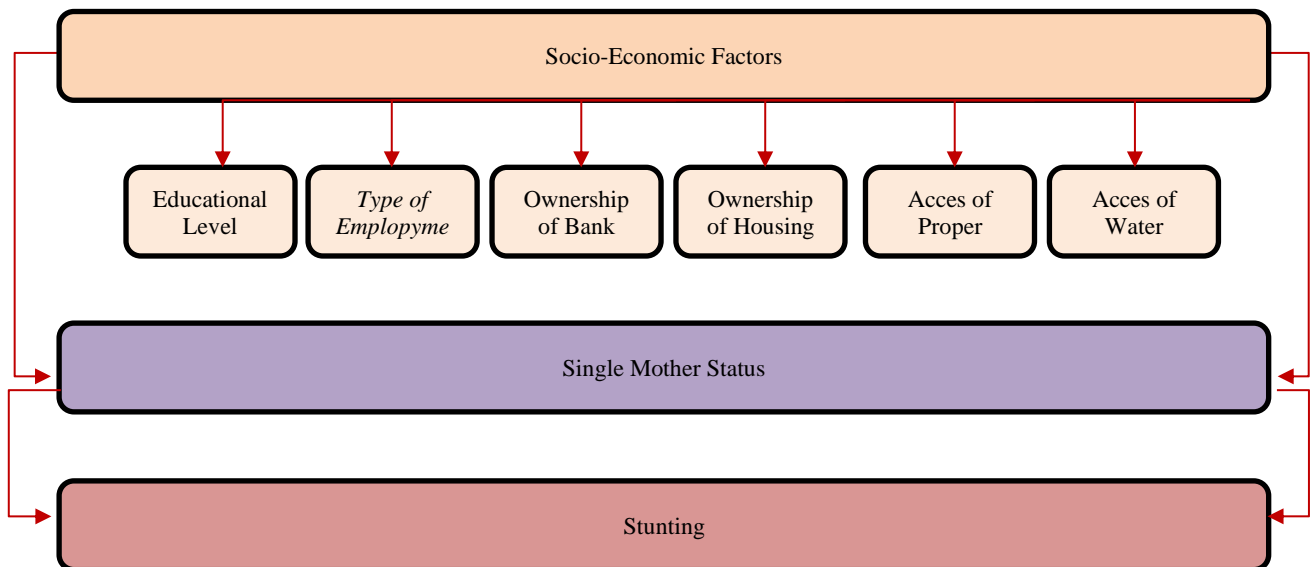 Socio-Economic Factors
Educational
Level
Type of
Emplopyme
Ownership
of Bank
Ownership
of Housing
Acces of
Proper
Acces of
Water
Single Mother Status
Stunting